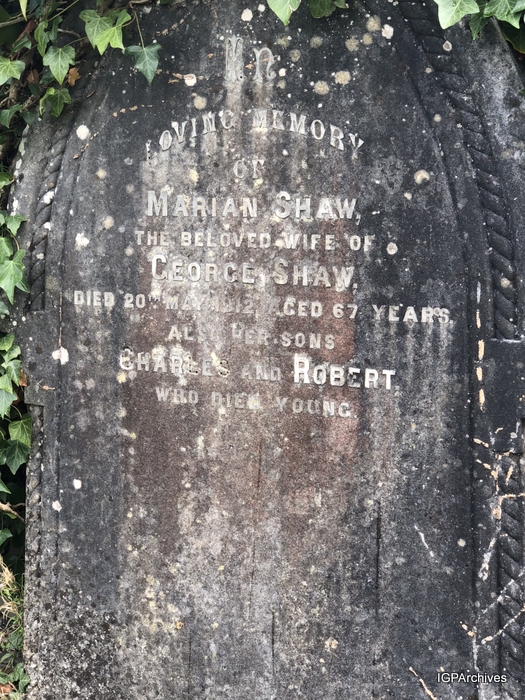 IN
LOVING MEMORY
OF
MARIAN SHAW,
THE BELOVED WIFE OF
GEORGE SHAW,
DIED 20TH MAY 1912, AGED 67 YEARS.
ALSO HER SONS
CHARLES AND ROBERT,
WHO DIED YOUNG.
IGPArchives